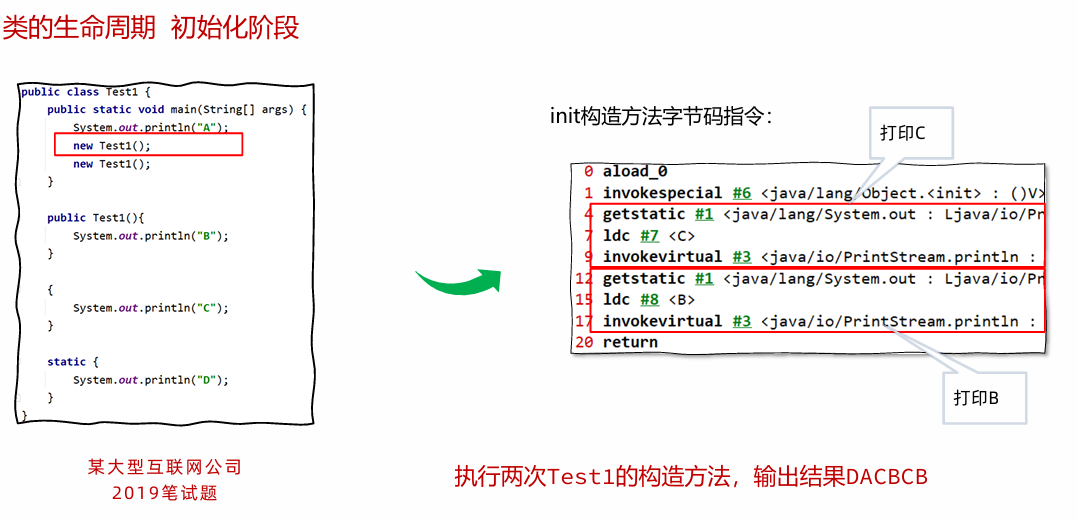 类的生命周期 初始化阶段
public class Test1 {
public static void main(String[] args) {
System.out.println("A");
new Test1();
new Test1();
}
public Test1(){
System.out.println("B");
}
{
System.out.println("C");
}
static {
System.out.println("D");
}
}
某大型互联网公司
2019笔试题
init构造方法字节码指令：
打印C
0 aload_0
1 invokespecial #6 <java/lang/Object.<init> : ()V>
4 getstatic #1 <java/lang/System.out : Ljava/io/Pr
7 ldc #7 <C>
9 invokevirtual #3 <java/io/PrintStream.println :
12 getstatic #1 <java/lang/System.out : Ljava/io/Pr
15 ldc #8 <B>
17 invokevirtual #3 <java/io/PrintStream.println :
20 return
打印B
执行两次Test1的构造方法，输出结果DACBCB